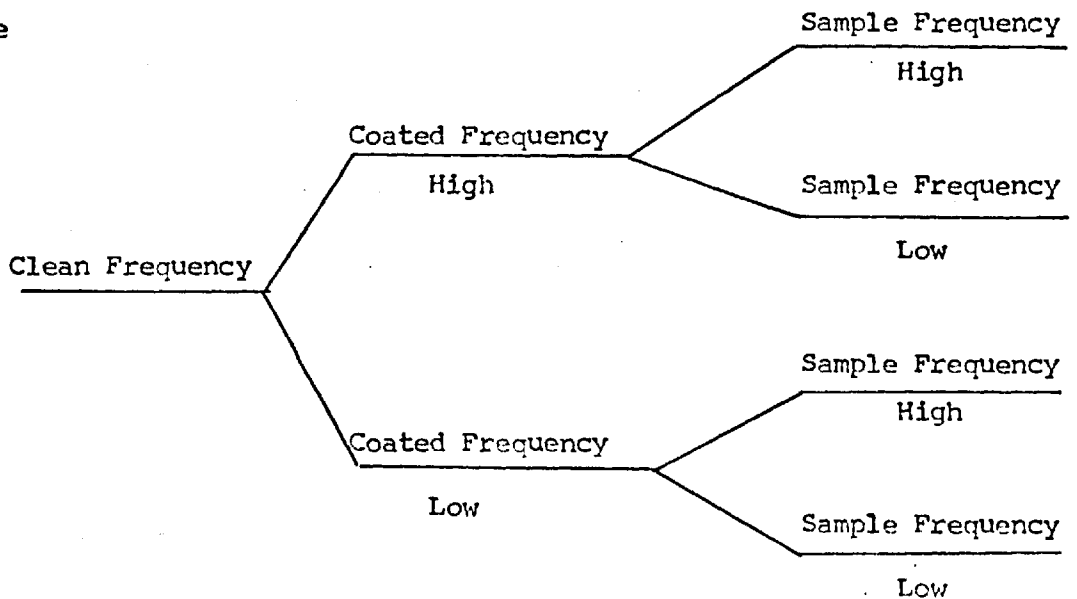 e
Sample Frequency
High
Coated Frequency
High
Sample Frequency
Low
Clean Frequency
Sample Frequency
High
Coated Frequency
Low
Sample Frequency
Low